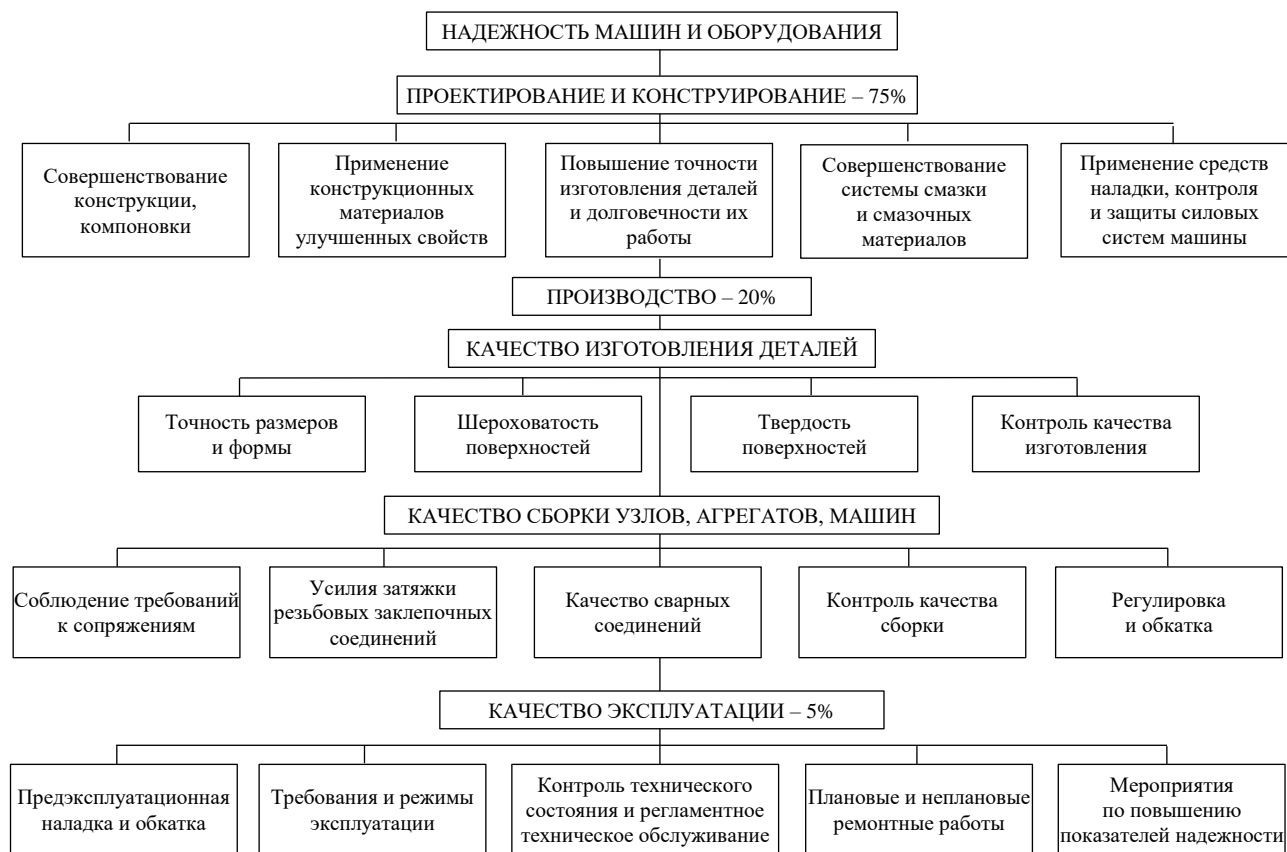 НАДЕЖНОСТЬ МАШИН И ОБОРУДОВАНИЯ
ПРОЕКТИРОВАНИЕ И КОНСТРУИРОВАНИЕ – 75%
Совершенствование
конструкции,
компоновки
Применение
конструкционных
материалов
улучшенных свойств
Повышение точности
изготовления деталей
и долговечности их
работы
Совершенствование
системы смазки
и смазочных
материалов
Применение средств
наладки, контроля
и защиты силовых
систем машины
ПРОИЗВОДСТВО – 20%
КАЧЕСТВО ИЗГОТОВЛЕНИЯ ДЕТАЛЕЙ
Точность размеров
и формы
Шероховатость
поверхностей
Твердость
поверхностей
Контроль качества
изготовления
КАЧЕСТВО СБОРКИ УЗЛОВ, АГРЕГАТОВ, МАШИН
Соблюдение требований
к сопряжениям
Усилия затяжки
резьбовых заклепочных
соединений
Качество сварных
соединений
Контроль качества
сборки
Регулировка
и обкатка
КАЧЕСТВО ЭКСПЛУАТАЦИИ – 5%
Предэксплуатационная
наладка и обкатка
Требования и режимы
эксплуатации
Контроль технического
состояния и регламентное
техническое обслуживание
Плановые и неплановые
ремонтные работы
Мероприятия
по повышению
показателей надежности